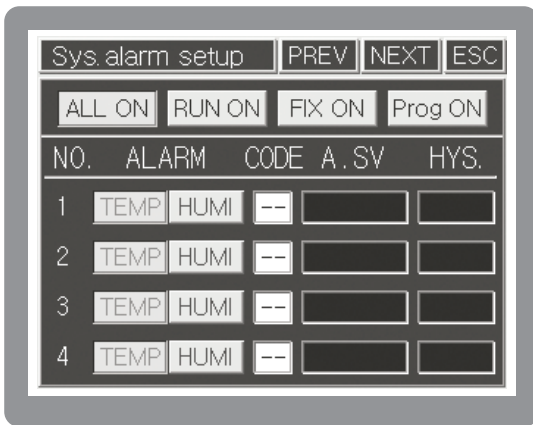 Sys. alarm setup PREV NEXT ESC
ALL ON RUN ON FIX ON Prog ON
NO. ALARM CODE A.SV HYS.
1 TEMP HUMI --
2 TEMP HUMI --
3 TEMP HUMI --
4 TEMP HUMI --